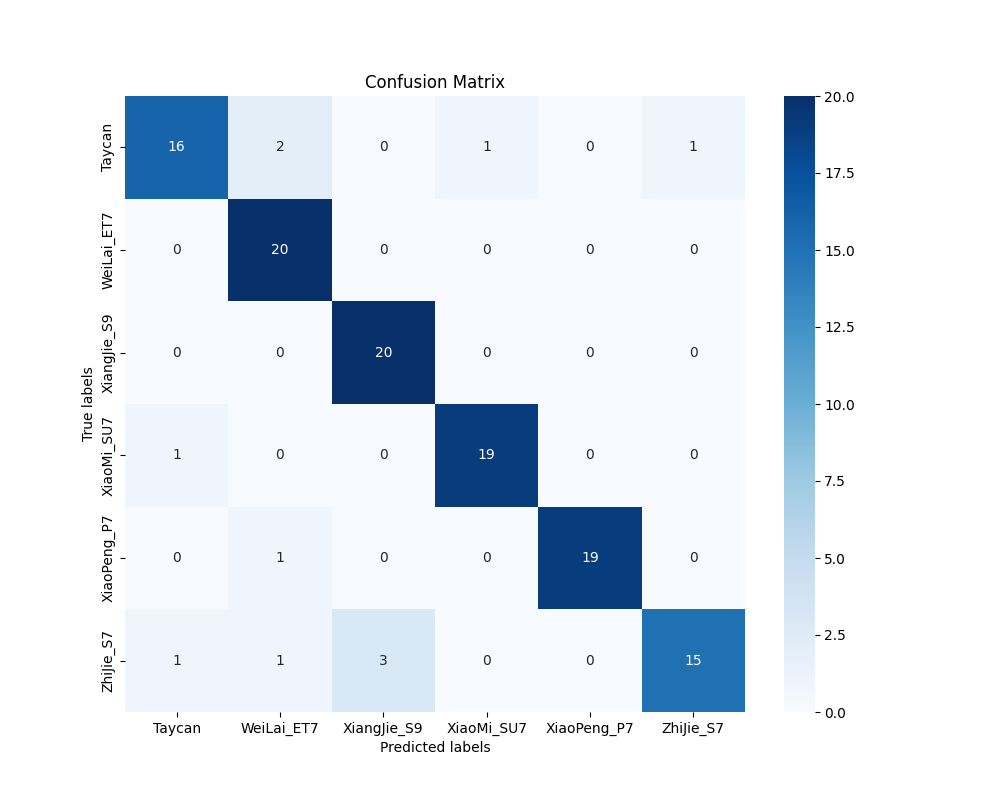 Confusion Matrix
True labels
Taycan 16 2 0 1 0 1
WeiLai_ET7 0 20 0 0 0 0
XiangJie_S9 0 0 20 0 0 0
XiaoMi_SU7 1 0 0 19 0 0
XiaoPeng_P7 0 1 0 0 19 0
ZhiJie_S7 1 1 3 0 0 15
Taycan WeiLai_ET7 XiangJie_S9 XiaoMi_SU7 XiaoPeng_P7 ZhiJie_S7
Predicted labels
20.0
17.5
15.0
12.5
10.0
7.5
5.0
2.5
0.0